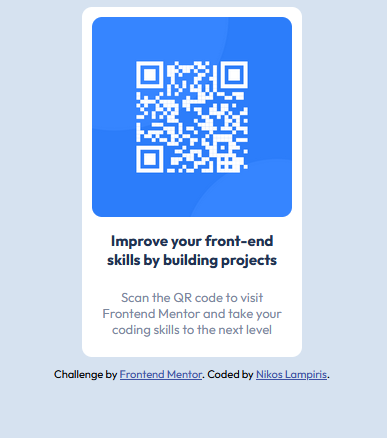 Improve your front-end
skills by building projects
Scan the QR code to visit
Frontend Mentor and take your
coding skills to the next level
Challenge by Frontend Mentor. Coded by Nikos Lampiris.